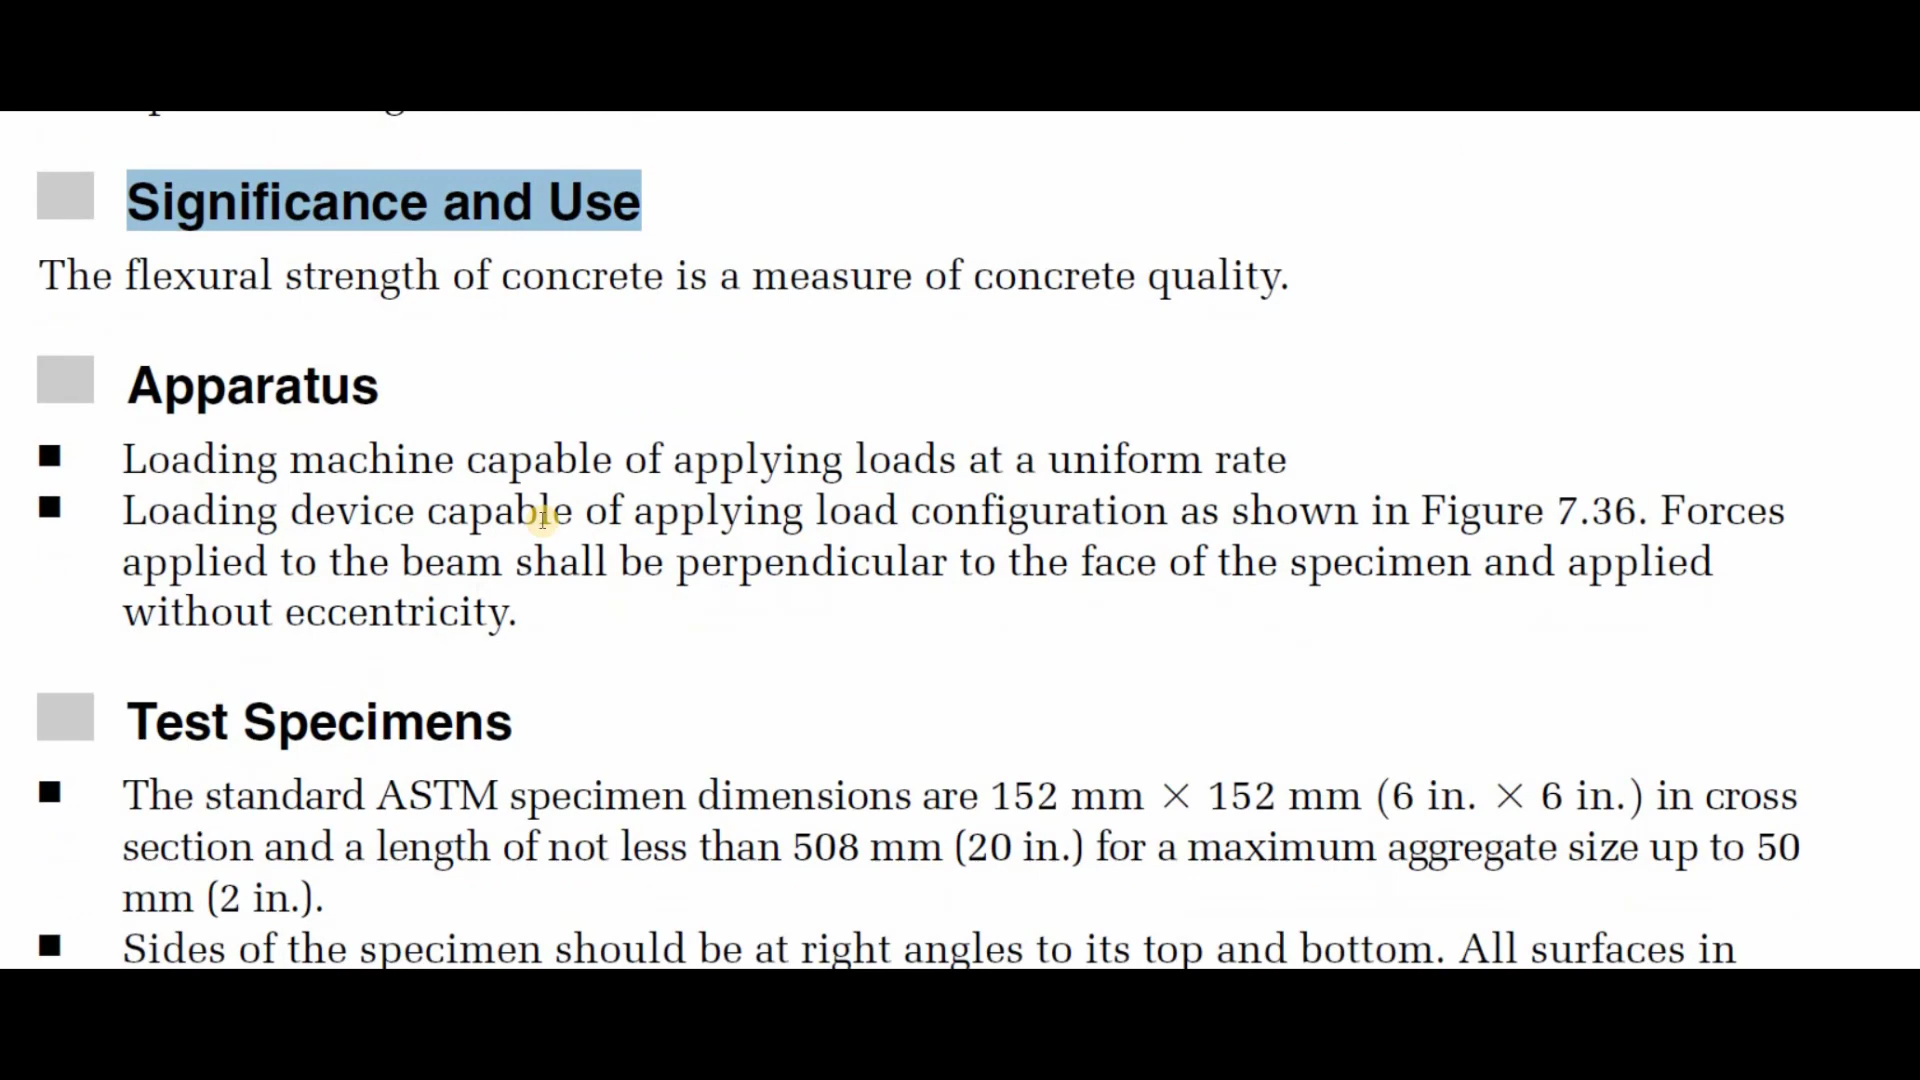 Significance and Use
The flexural strength of concrete is a measure of concrete quality.
Apparatus
■ Loading machine capable of applying loads at a uniform rate
■ Loading device capable of applying load configuration as shown in Figure 7.36. Forces
applied to the beam shall be perpendicular to the face of the specimen and applied
without eccentricity.
Test Specimens
■ The standard ASTM specimen dimensions are 152 mm × 152 mm (6 in. × 6 in.) in cross
section and a length of not less than 508 mm (20 in.) for a maximum aggregate size up to 50
mm (2 in.).
■ Sides of the specimen should be at right angles to its top and bottom. All surfaces in